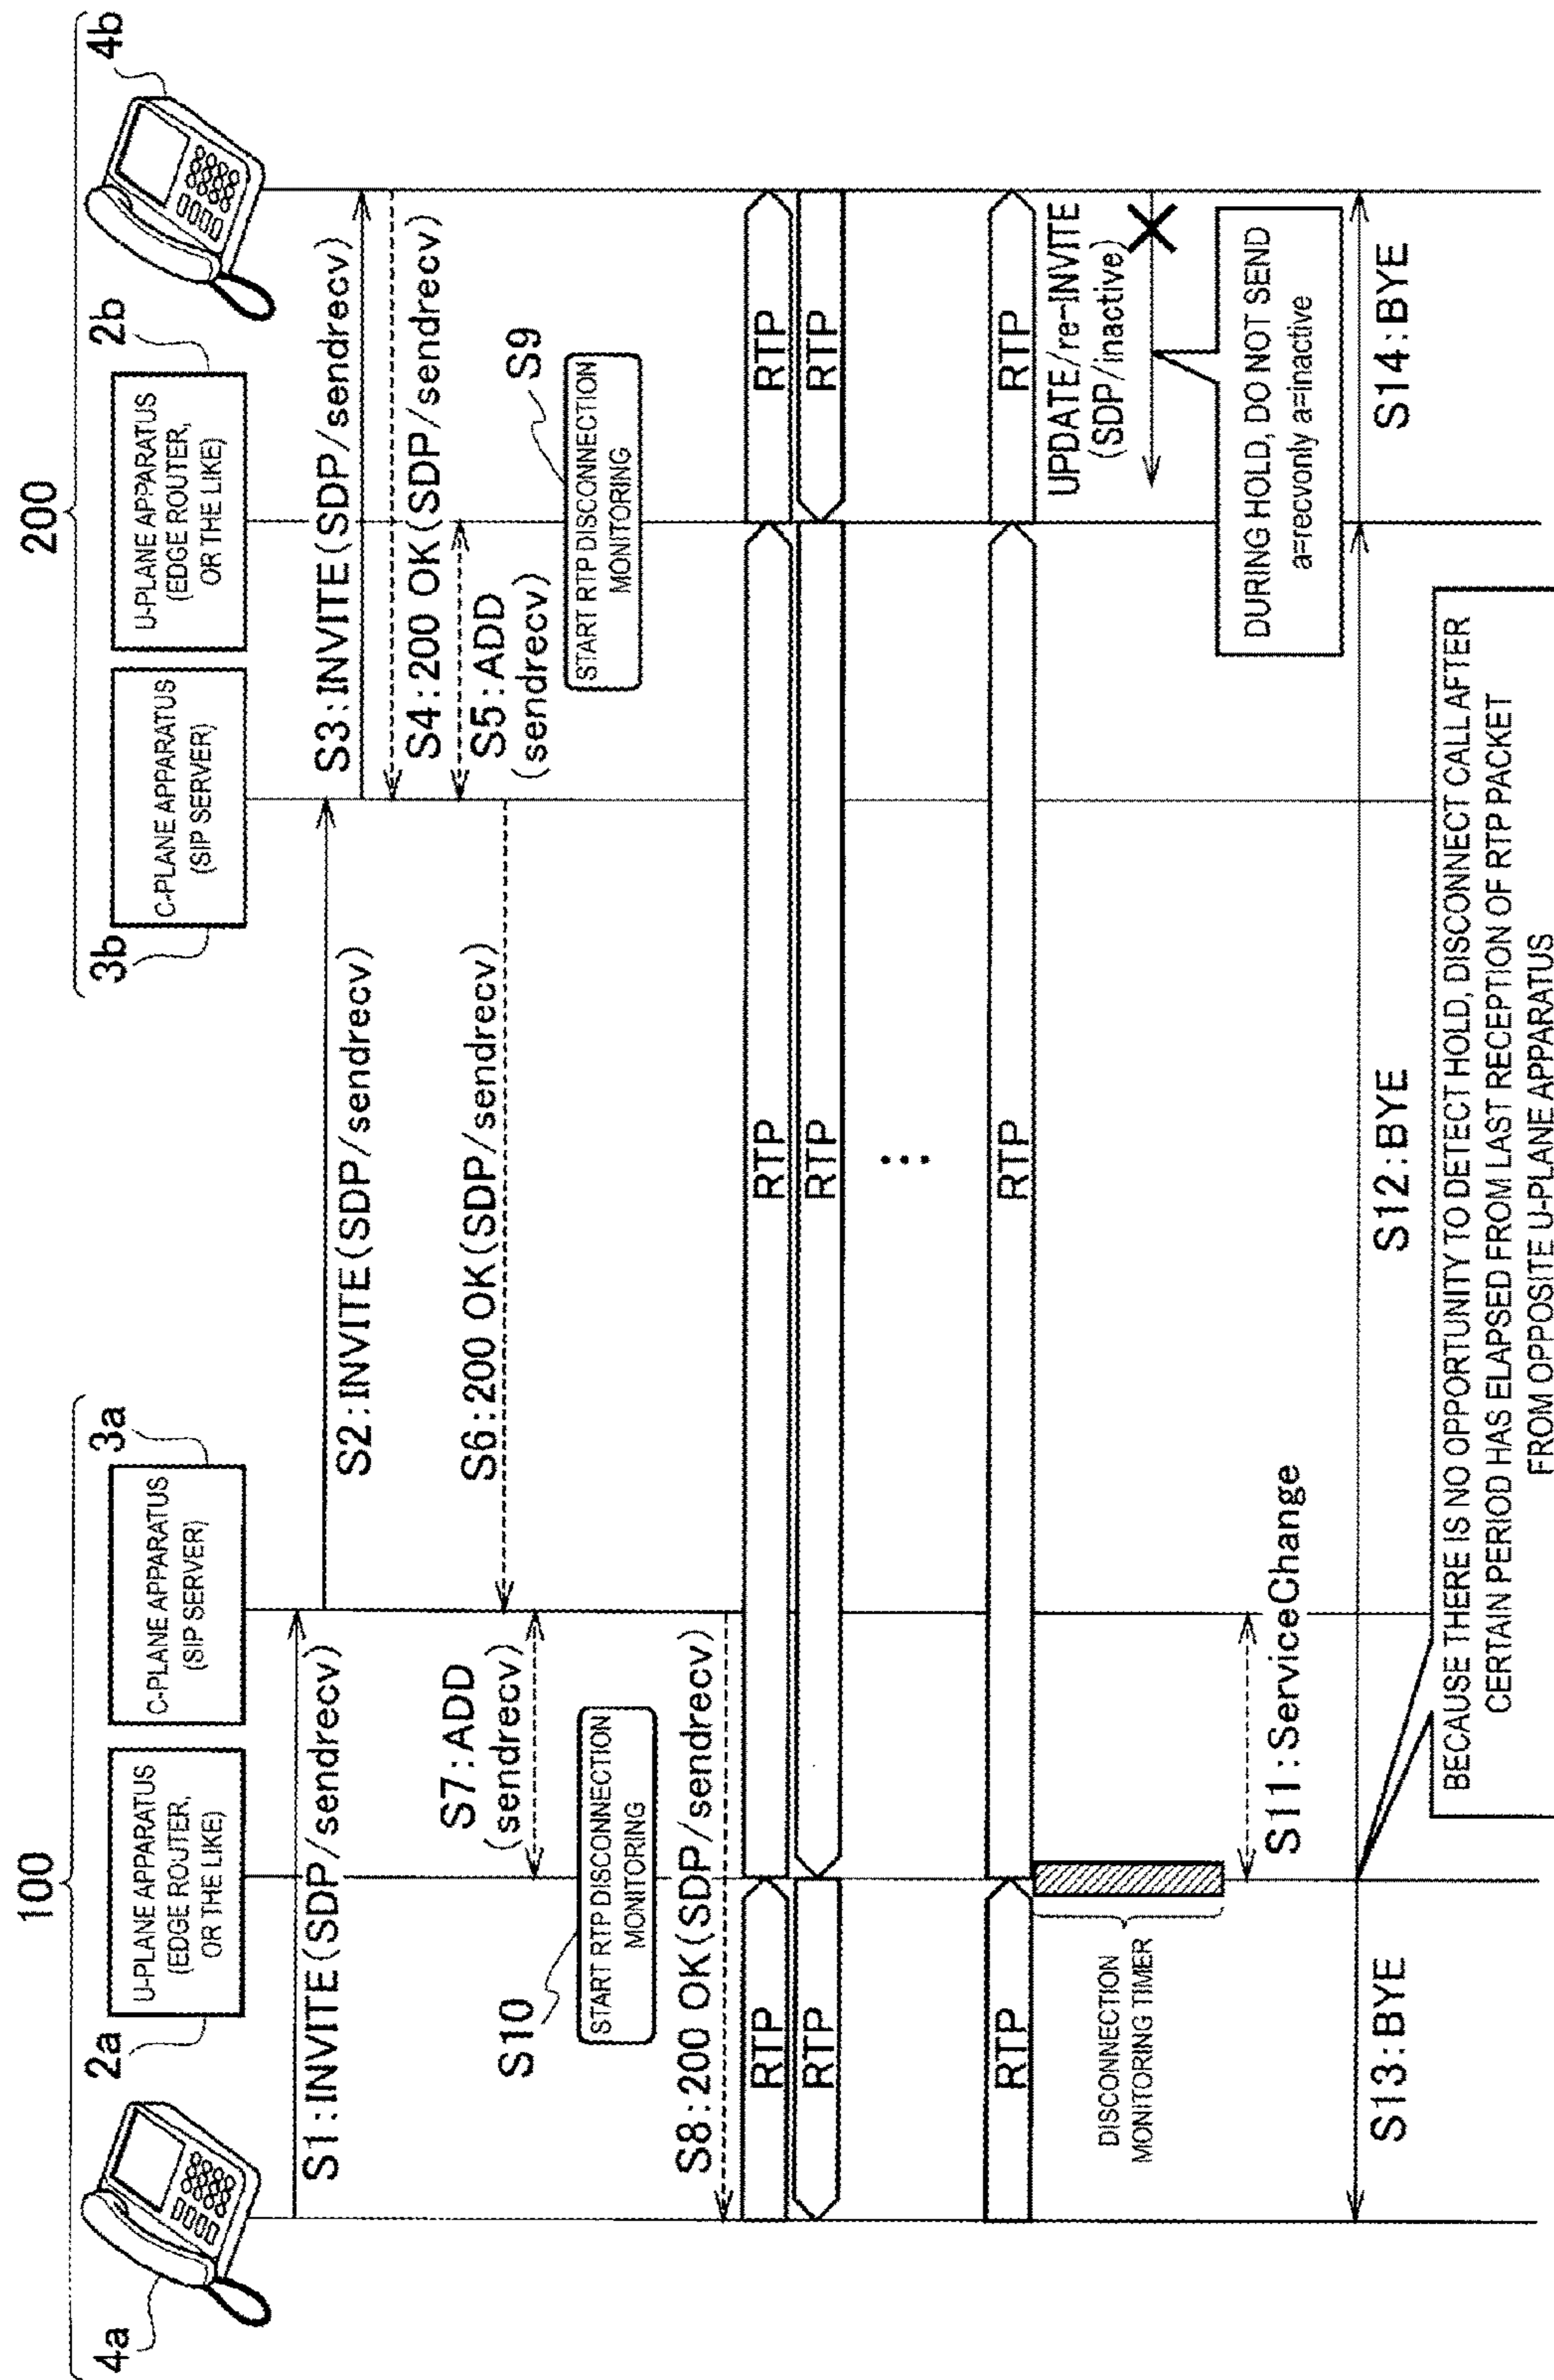 100
200
4a
2a
3a
3b
2b
4b
U-PLANE APPARATUS
(EDGE ROUTER,
OR THE LIKE)
C-PLANE APPARATUS
(SIP SERVER)
C-PLANE APPARATUS
(SIP SERVER)
U-PLANE APPARATUS
(EDGE ROUTER,
OR THE LIKE)
S1:INVITE(SDP/sendrecv)
S2:INVITE(SDP/sendrecv)
S3:INVITE(SDP/sendrecv)
S4:200 OK(SDP/sendrecv)
S5:ADD
(sendrecv)
S6:200 OK(SDP/sendrecv)
S9
START RTP DISCONNECTION
MONITORING
S7:ADD
(sendrecv)
S10
START RTP DISCONNECTION
MONITORING
S8:200 OK(SDP/sendrecv)
RTP
RTP
RTP
RTP
RTP
RTP
RTP
RTP
RTP
DISCONNECTION
MONITORING TIMER
UPDATE/re-INVITE
(SDP/inactive)
DURING HOLD, DO NOT SEND
a=recvonly a=inactive
S11:ServiceChange
S13:BYE
S12:BYE
S14:BYE
BECAUSE THERE IS NO OPPORTUNITY TO DETECT HOLD, DISCONNECT CALL AFTER
CERTAIN PERIOD HAS ELAPSED FROM LAST RECEPTION OF RTP PACKET
FROM OPPOSITE U-PLANE APPARATUS